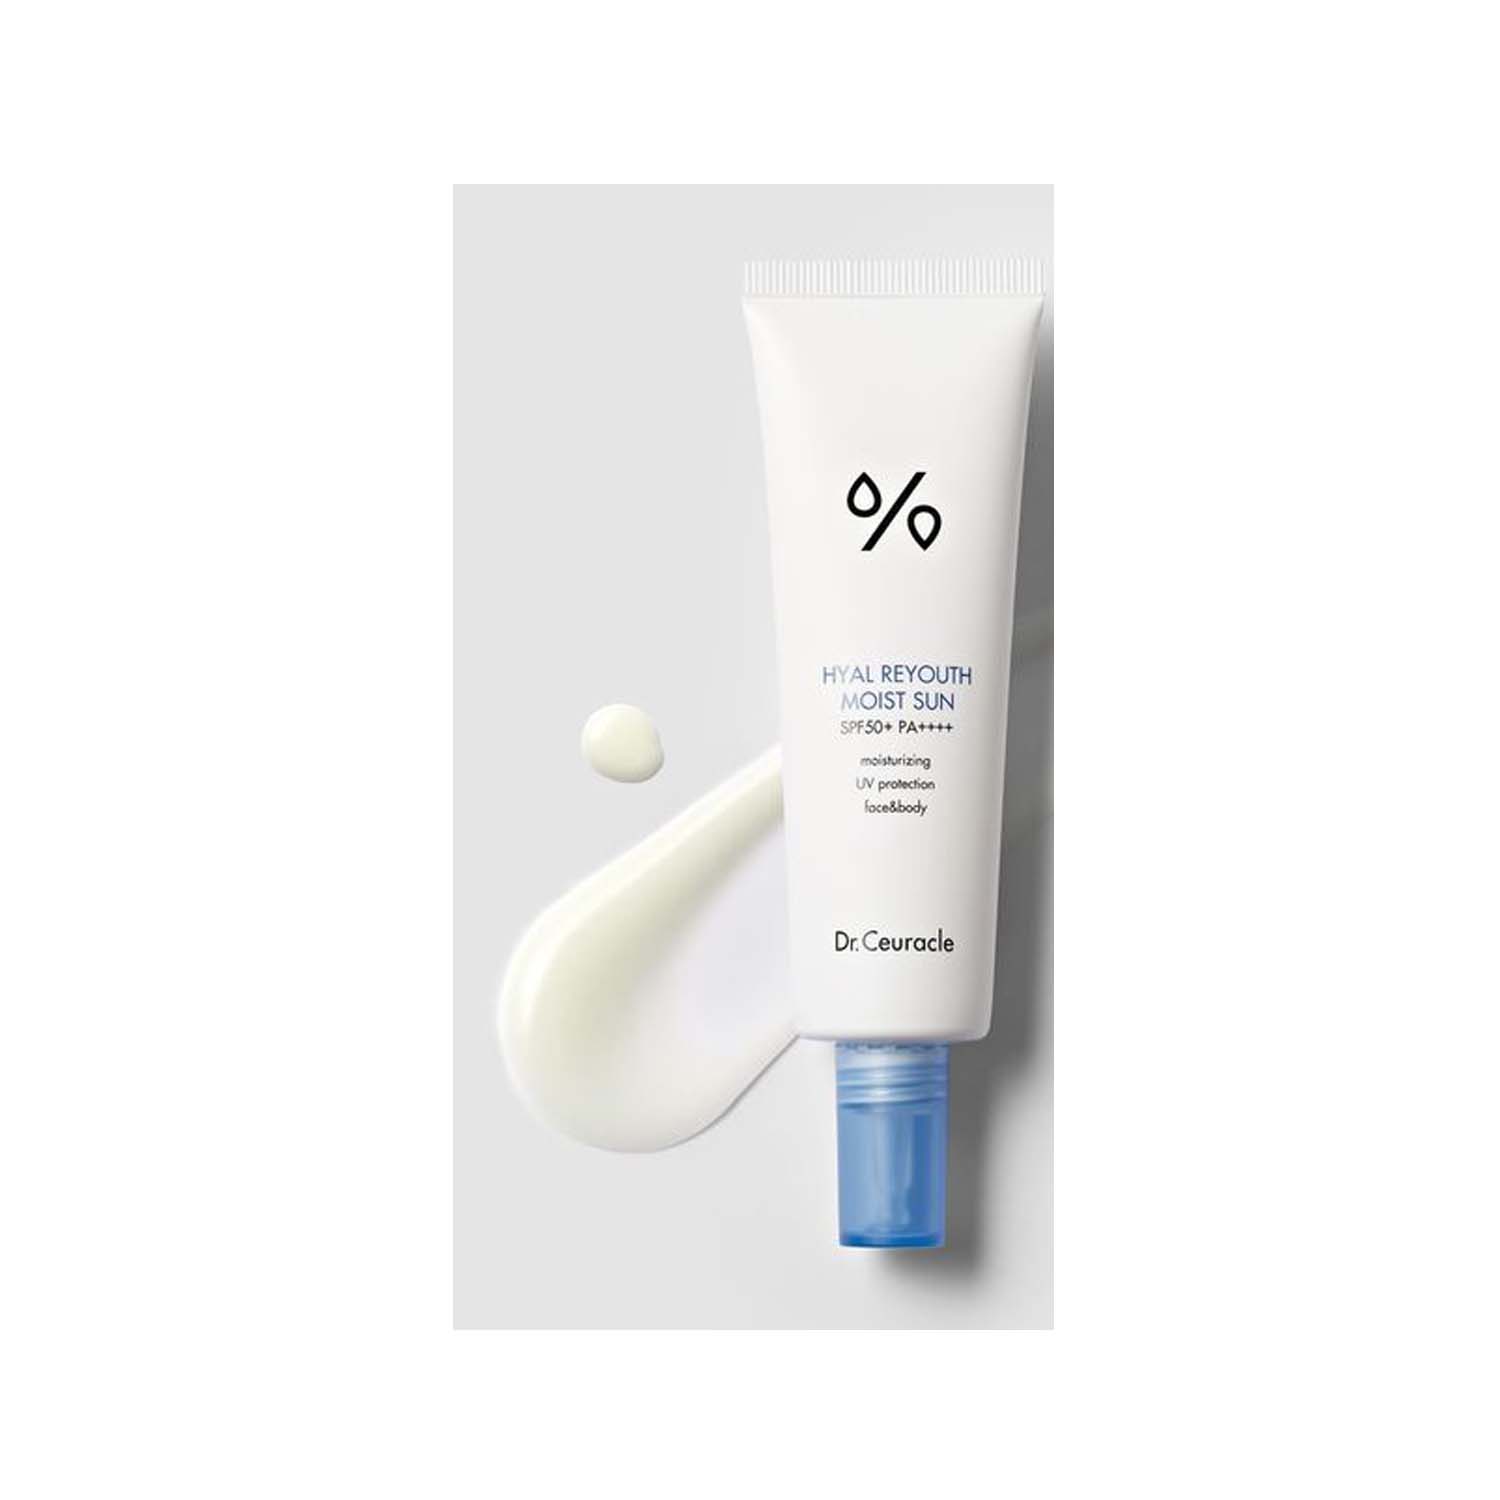 %
HYAL REYOUTH
MOIST SUN
SPF50+ PA++++
moisturizing
UV protection
face&body
Dr.Ceuracle